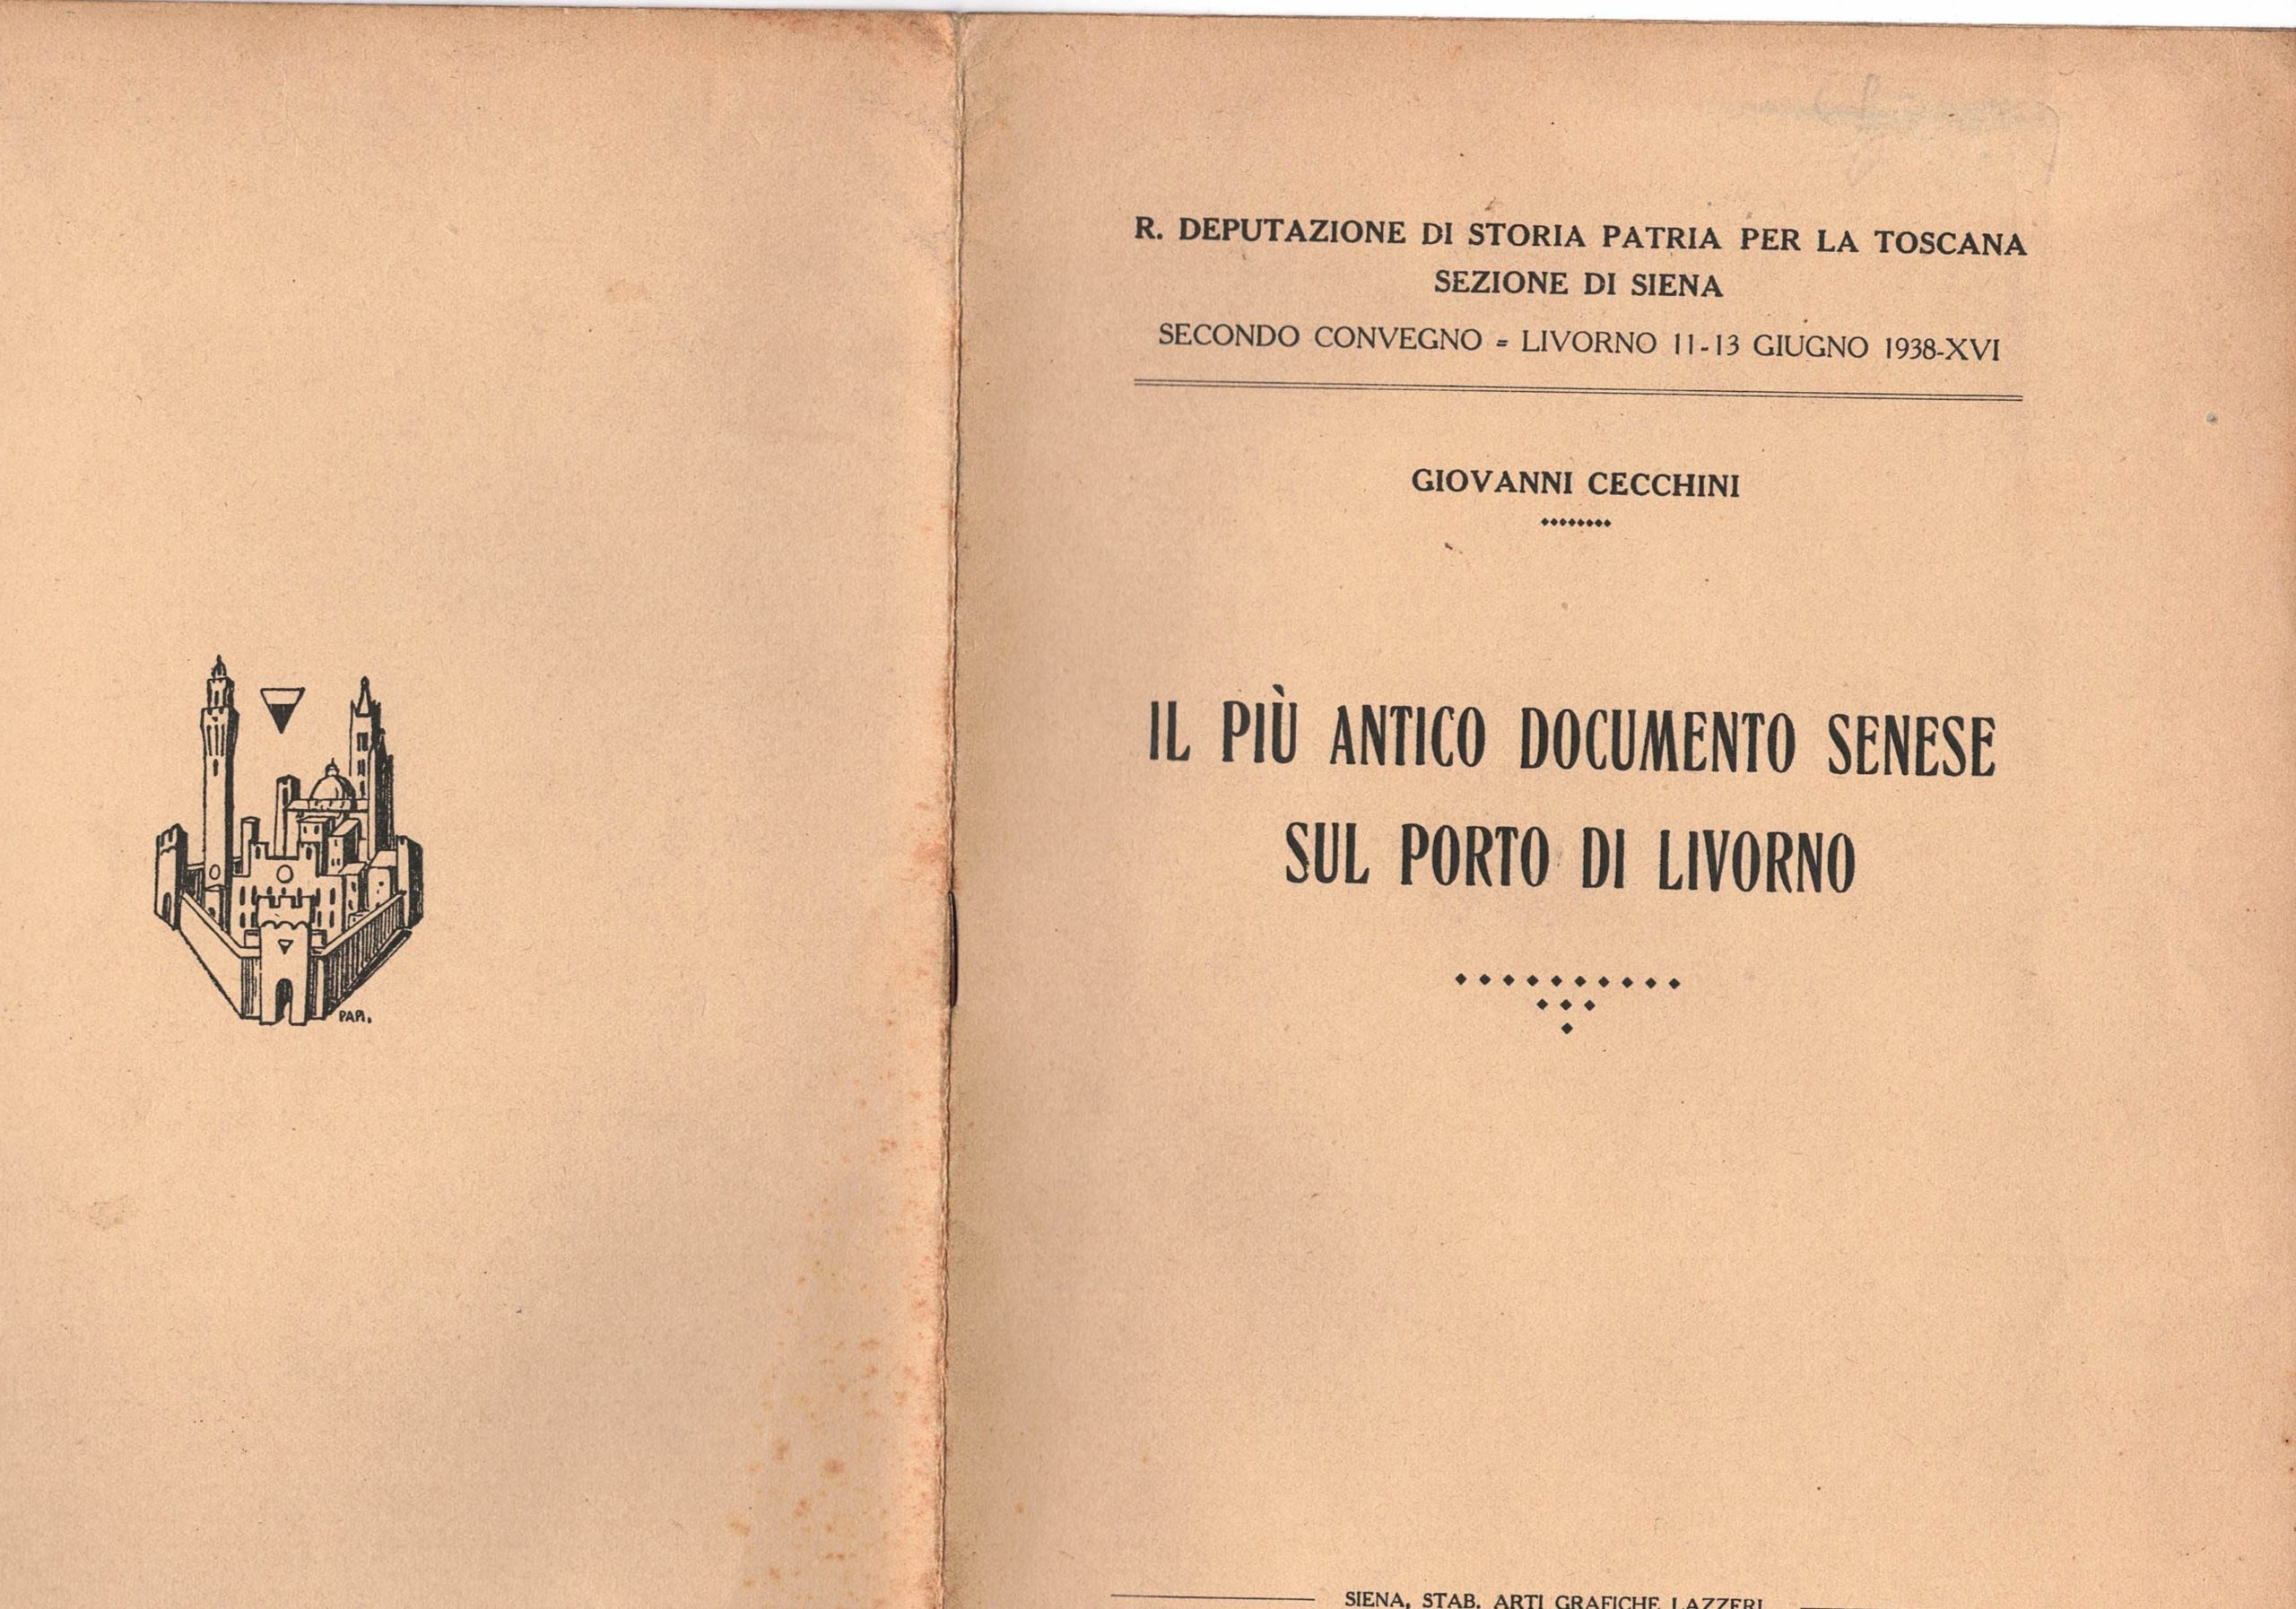 PAPI.
R. DEPUTAZIONE DI STORIA PATRIA PER LA TOSCANA
SEZIONE DI SIENA
SECONDO CONVEGNO = LIVORNO 11-13 GIUGNO 1938-XVI
GIOVANNI CECCHINI
IL PIÙ ANTICO DOCUMENTO SENESE
SUL PORTO DI LIVORNO
SIENA, STAB. ARTI GRAFICHE LAZZERI